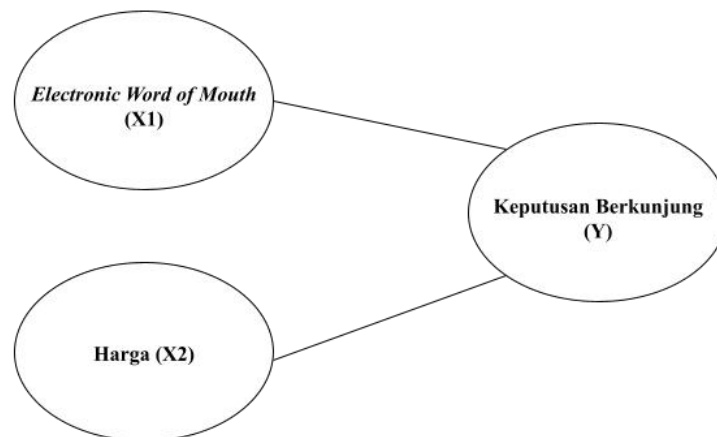 Electronic Word of Mouth
(X1)
Keputusan Berkunjung
(Y)
Harga (X2)